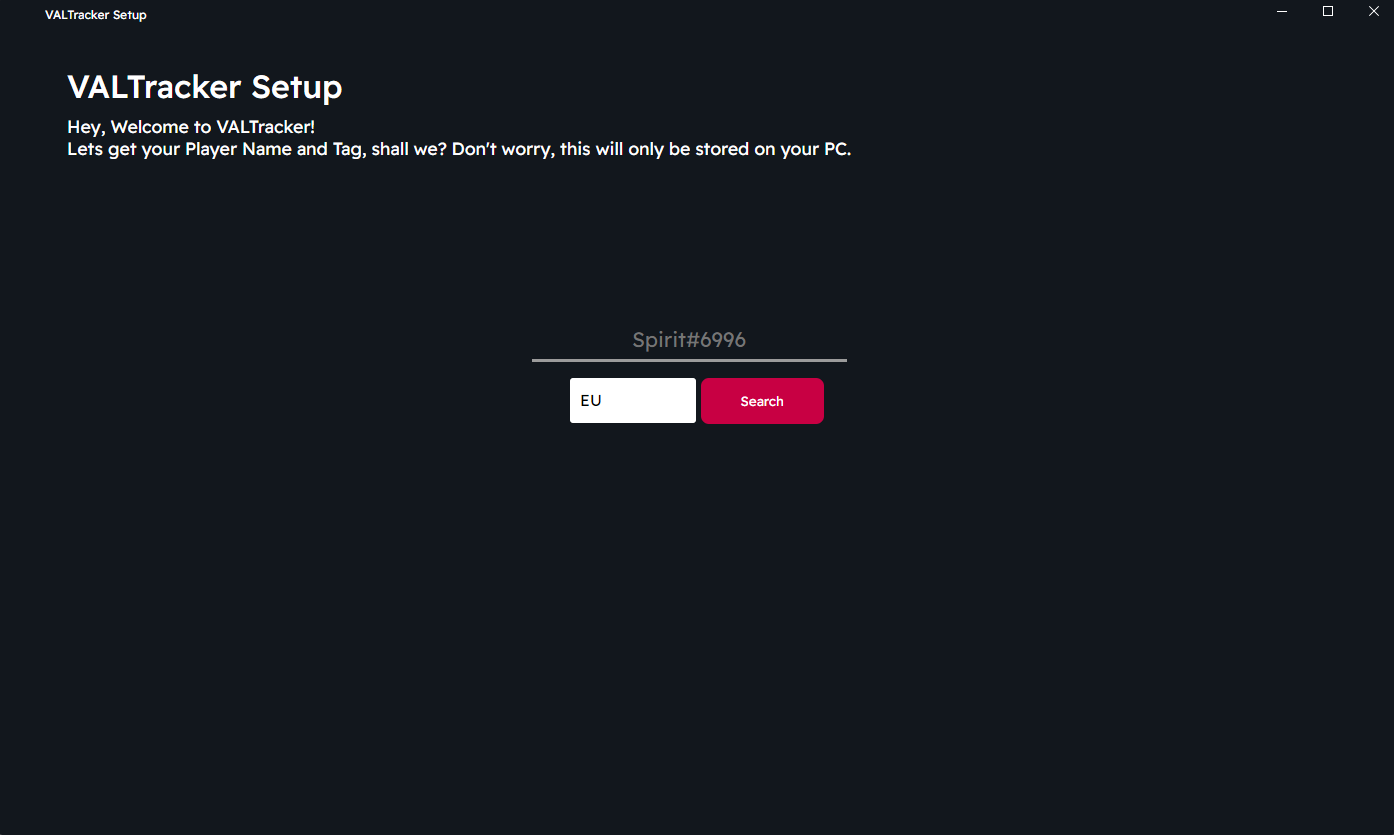 VALTracker Setup
VALTracker Setup
Hey, Welcome to VALTracker!
Lets get your Player Name and Tag, shall we? Don't worry, this will only be stored on your PC.
Spirit#6996
EU
Search